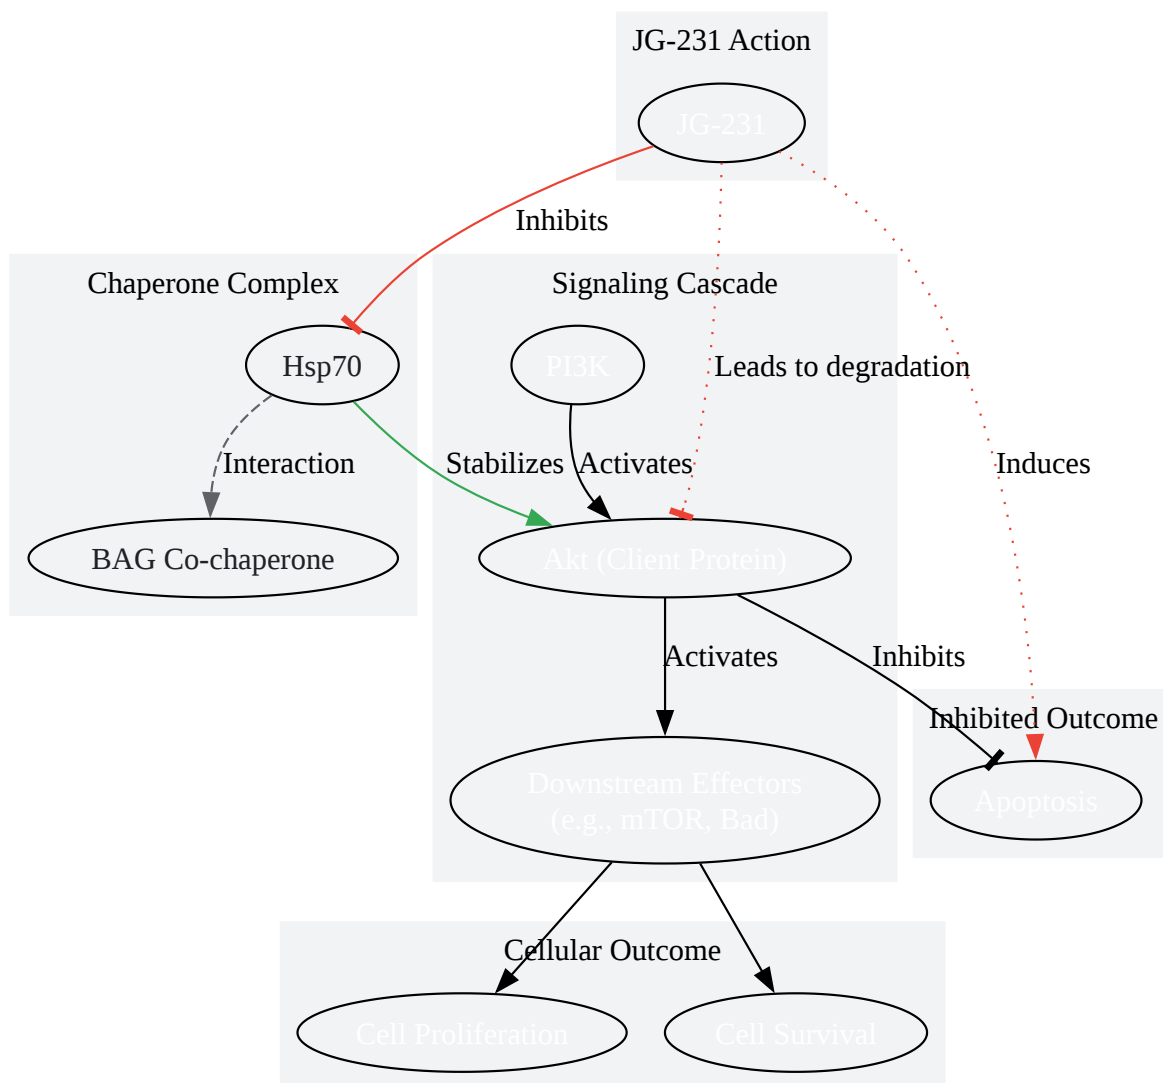 JG-231 Action
JG-231
Inhibits
Chaperone Complex
Signaling Cascade
Hsp70
PI3K
Leads to degradation
Interaction
Stabilizes
Activates
Induces
BAG Co-chaperone
Akt (Client Protein)
Activates
Inhibits
Inhibited Outcome
Downstream Effectors
(e.g., mTOR, Bad)
Apoptosis
Cellular Outcome
Cell Proliferation
Cell Survival